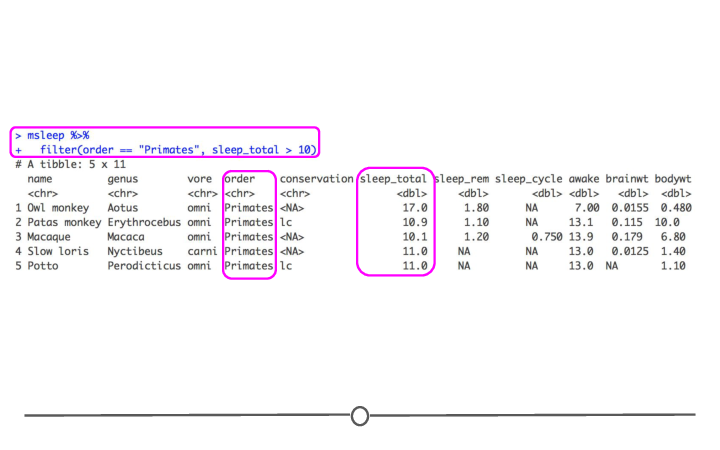 > msleep %>%
+   filter(order == "Primates", sleep_total > 10)
# A tibble: 5 x 11
  name         genus        vore  order    conservation sleep_total sleep_rem sleep_cycle awake brainwt bodywt
  <chr>        <chr>        <chr> <chr>    <chr>              <dbl>     <dbl>       <dbl> <dbl>   <dbl>  <dbl>
1 Owl monkey   Aotus        omni  Primates <NA>                17.0      1.80      NA      7.00  0.0155  0.480
2 Patas monkey Erythrocebus omni  Primates lc                  10.9      1.10      NA     13.1   0.115  10.0
3 Macaque      Macaca       omni  Primates <NA>                10.1      1.20       0.750 13.9   0.179   6.80
4 Slow loris   Nyctibeus    carni Primates <NA>                11.0     NA         NA     13.0   0.0125  1.40
5 Potto        Perodicticus omni  Primates lc                  11.0     NA         NA     13.0  NA       1.10